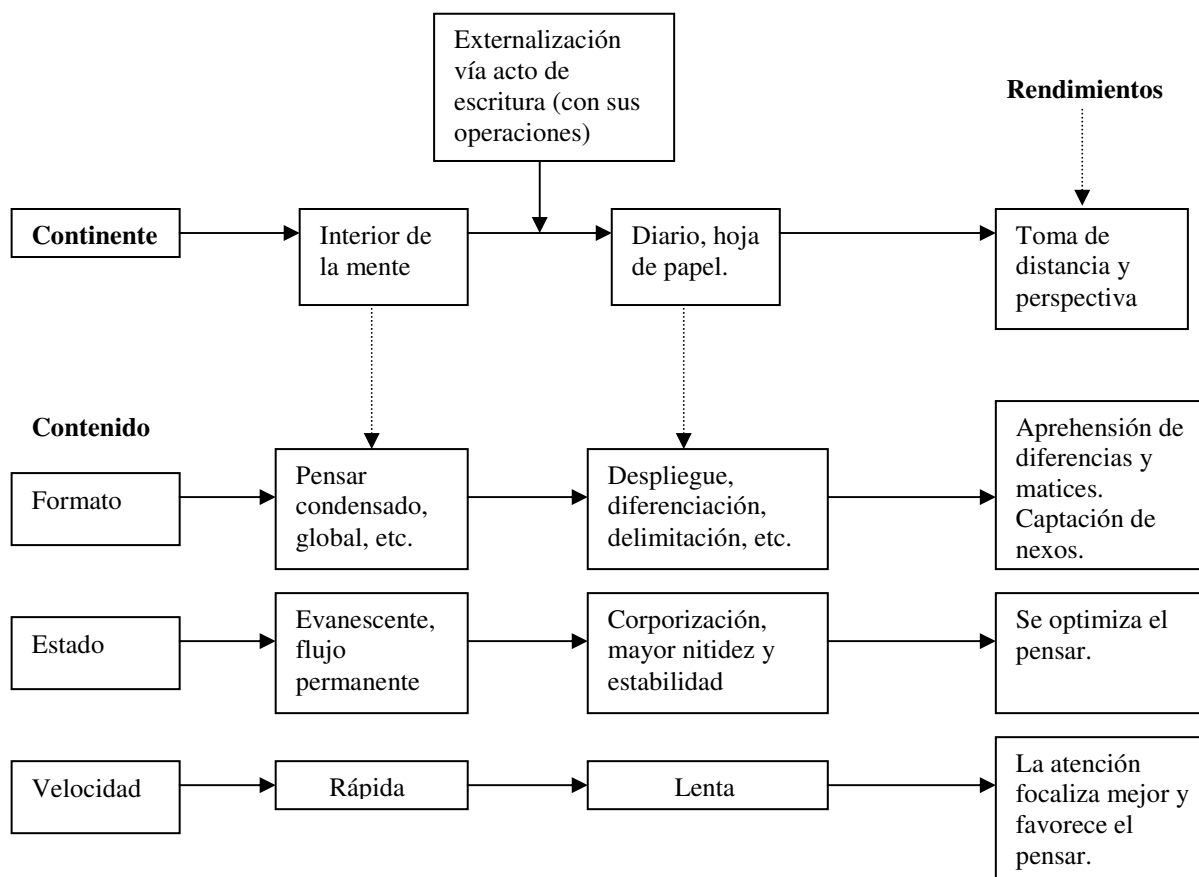 Externalización
vía acto de
escritura (con sus
operaciones)
Rendimientos
Continente
Interior de
la mente
Diario, hoja
de papel.
Toma de
distancia y
perspectiva
Contenido
Formato
Pensar
condensado,
global, etc.
Despliegue,
diferenciación,
delimitación, etc.
Aprehensión de
diferencias y
matices.
Captación de
nexos.
Estado
Evanescente,
flujo
permanente
Corporización,
mayor nitidez y
estabilidad
Se optimiza el
pensar.
Velocidad
Rápida
Lenta
La atención
focaliza mejor y
favorece el
pensar.